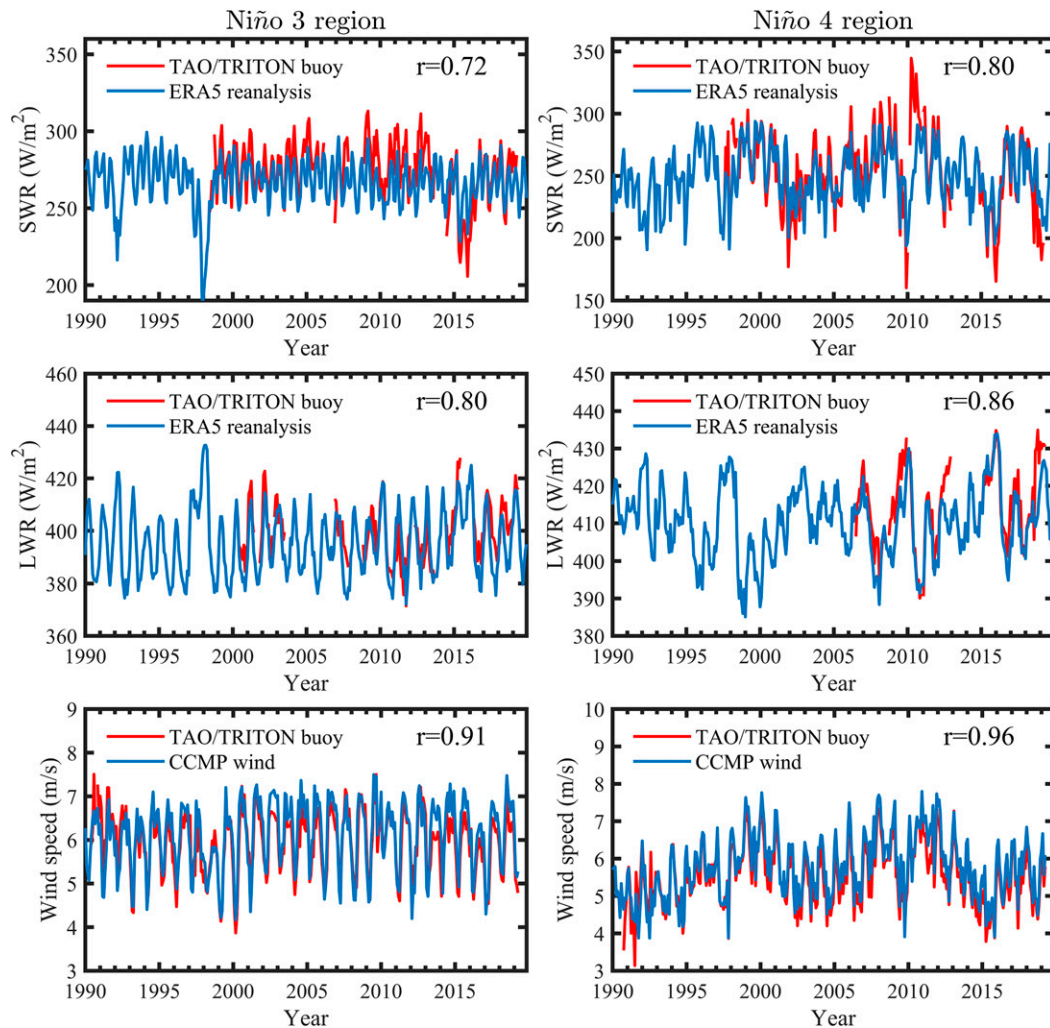 Niño 3 region
SWR (W/m²)
350
300
250
200
TAO/TRITON buoy
ERA5 reanalysis
r=0.72
1990 1995 2000 2005 2010 2015
Year
Niño 4 region
SWR (W/m²)
350
300
250
200
150
TAO/TRITON buoy
ERA5 reanalysis
r=0.80
1990 1995 2000 2005 2010 2015
Year
LWR (W/m²)
460
440
420
400
380
360
TAO/TRITON buoy
ERA5 reanalysis
r=0.80
1990 1995 2000 2005 2010 2015
Year
LWR (W/m²)
450
440
430
420
410
400
390
380
TAO/TRITON buoy
ERA5 reanalysis
r=0.86
1990 1995 2000 2005 2010 2015
Year
Wind speed (m/s)
9
8
7
6
5
4
3
TAO/TRITON buoy
CCMP wind
r=0.91
1990 1995 2000 2005 2010 2015
Year
Wind speed (m/s)
10
9
8
7
6
5
4
3
TAO/TRITON buoy
CCMP wind
r=0.96
1990 1995 2000 2005 2010 2015
Year